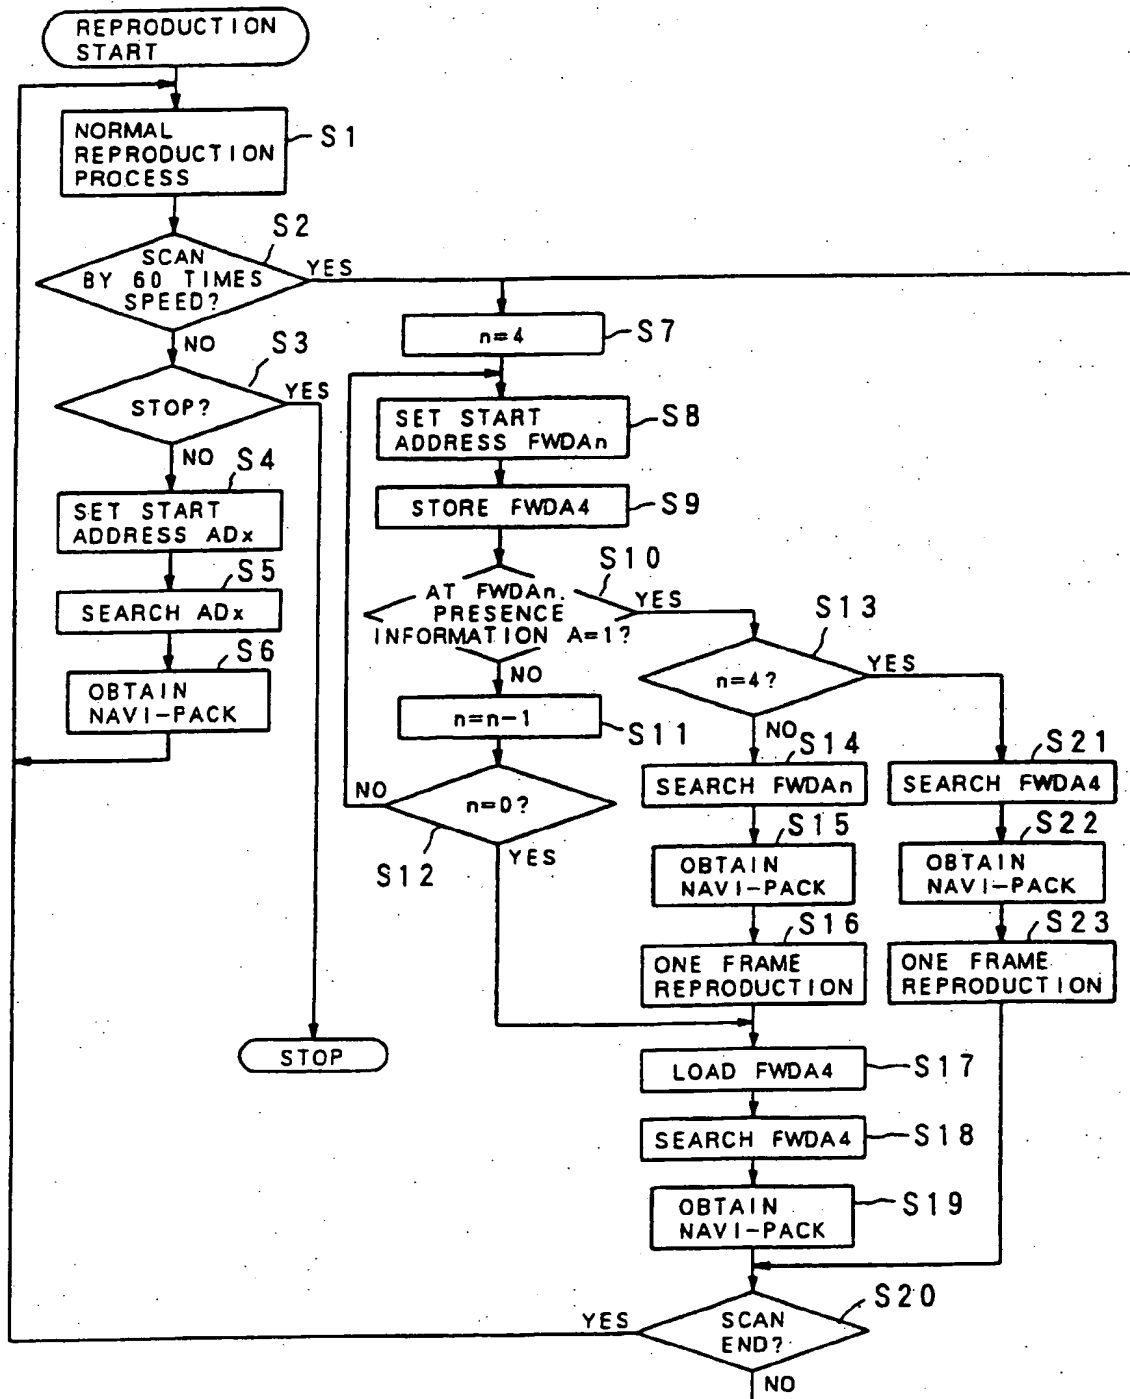 REPRODUCTION
START
NORMAL
REPRODUCTION
PROCESS
S1
S2
SCAN
BY 60 TIMES
SPEED?
YES
NO
S3
STOP?
YES
NO
S4
SET START
ADDRESS ADx
S5
SEARCH ADx
S6
OBTAIN
NAVI-PACK
STOP
n=4
S7
SET START
ADDRESS FWDAn
S8
STORE FWDA4
S9
S10
AT FWDAn.
PRESENCE
INFORMATION A=1?
YES
NO
n=n-1
S11
n=0?
NO
YES
S12
S13
n=4?
YES
NO
S14
SEARCH FWDAn
S15
OBTAIN
NAVI-PACK
S16
ONE FRAME
REPRODUCTION
S21
SEARCH FWDA4
S22
OBTAIN
NAVI-PACK
S23
ONE FRAME
REPRODUCTION
LOAD FWDA4
S17
SEARCH FWDA4
S18
OBTAIN
NAVI-PACK
S19
S20
SCAN
END?
YES
NO